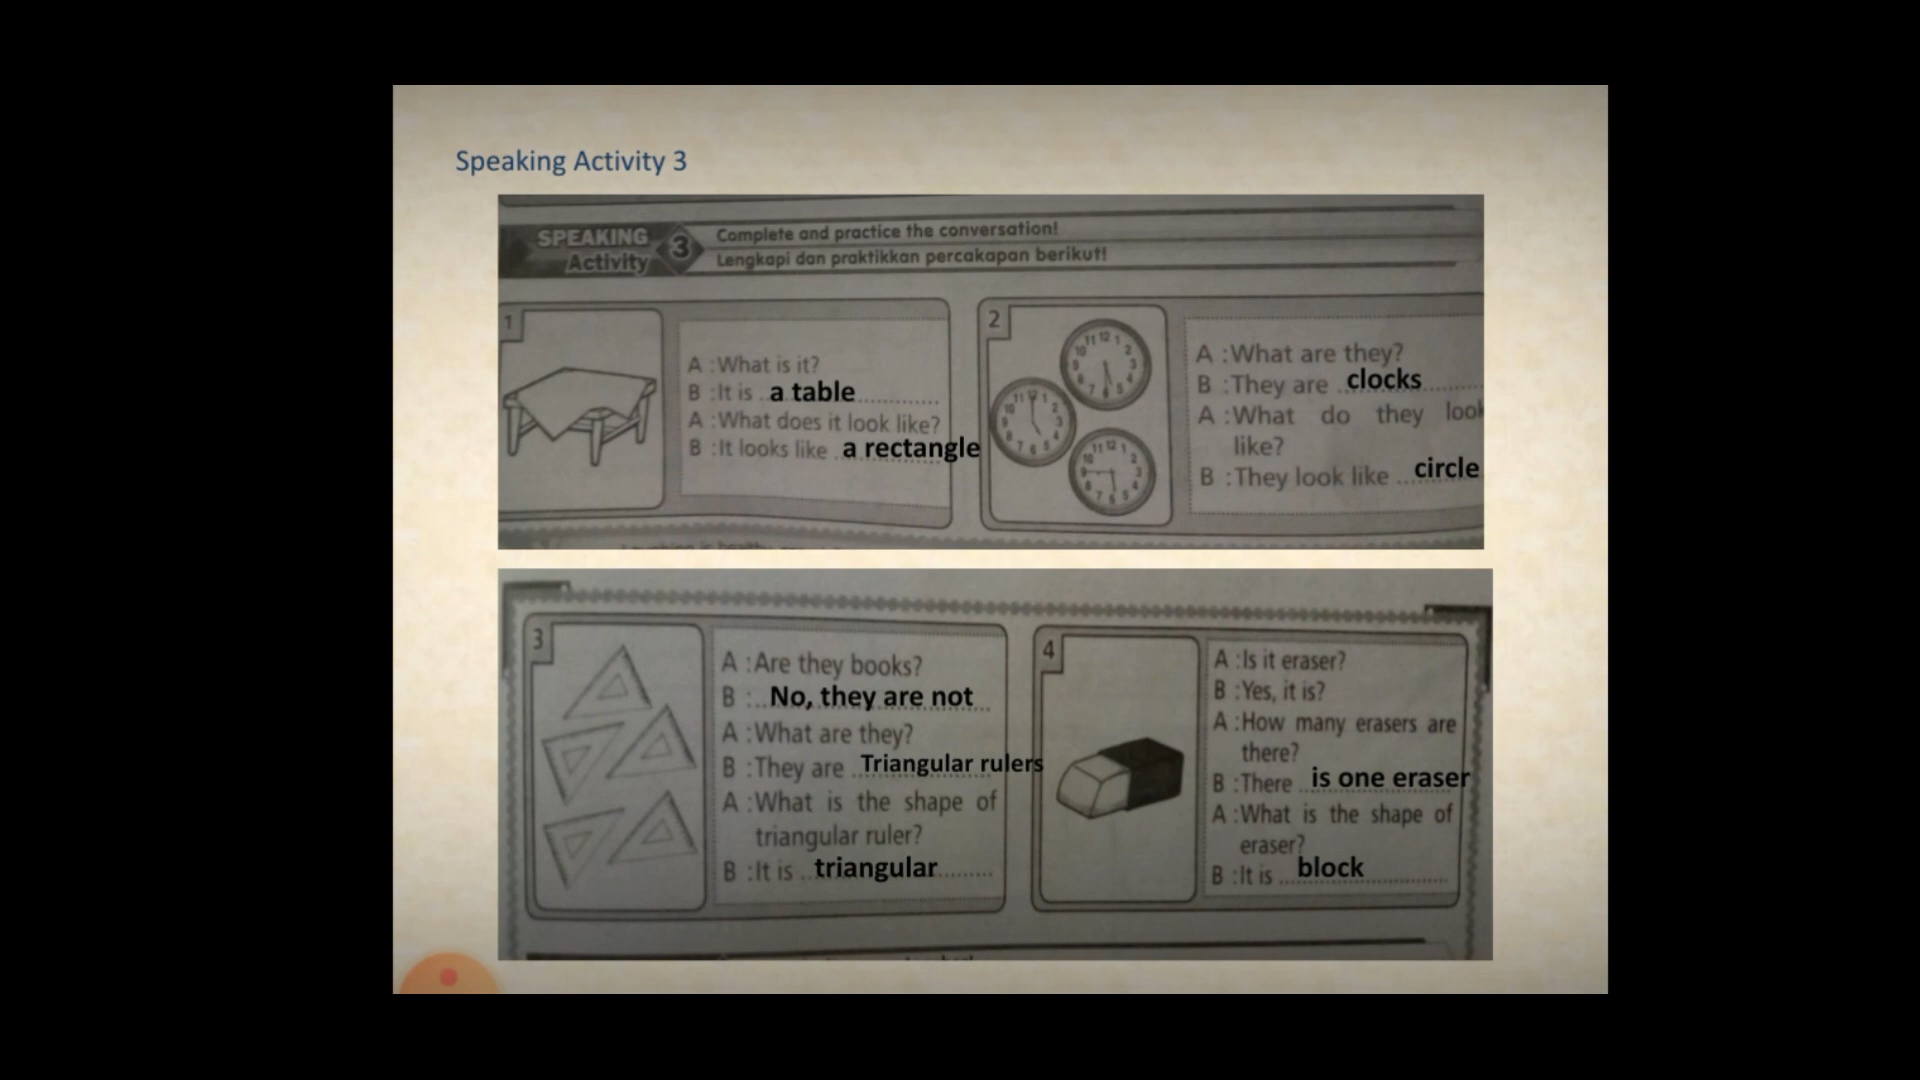 Speaking Activity 3
SPEAKING
Activity
3
Complete and practice the conversation!
Lengkapi dan praktikkan percakapan berikut!
1
A : What is it?
B : It is a table
A : What does it look like?
B : It looks like a rectangle
2
A : What are they?
B : They are clocks
A : What do they look
like?
B : They look like circle
3
A : Are they books?
B : No, they are not
A : What are they?
B : They are Triangular rulers
A : What is the shape of
triangular ruler?
B : It is triangular
4
A : Is it eraser?
B : Yes, it is?
A : How many erasers are
there?
B : There is one eraser
A : What is the shape of
eraser?
B : It is block